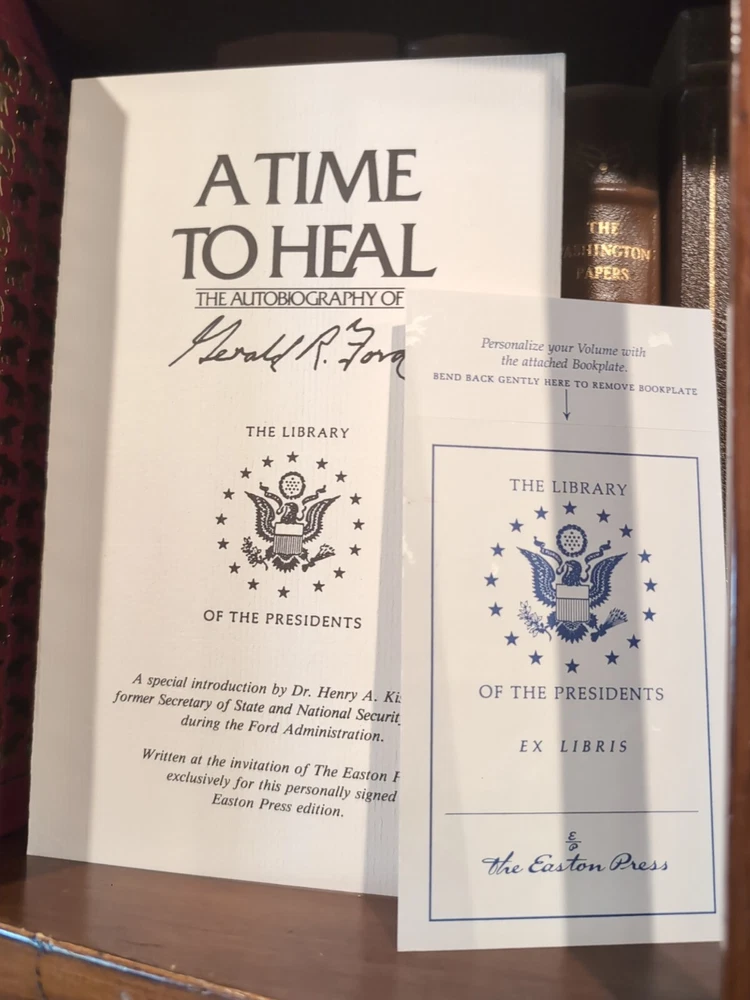 A TIME
TO HEAL
THE AUTOBIOGRAPHY OF
Gerald R. Ford
THE LIBRARY
OF THE PRESIDENTS
A special introduction by Dr. Henry A. Kis
former Secretary of State and National Security
during the Ford Administration.
Written at the invitation of The Easton P
exclusively for this personally signed
Easton Press edition.
THE
WASHINGTON
PAPERS
Personalize your Volume with
the attached Bookplate.
BEND BACK GENTLY HERE TO REMOVE BOOKPLATE
THE LIBRARY
OF THE PRESIDENTS
EX LIBRIS
E/P
the Easton Press